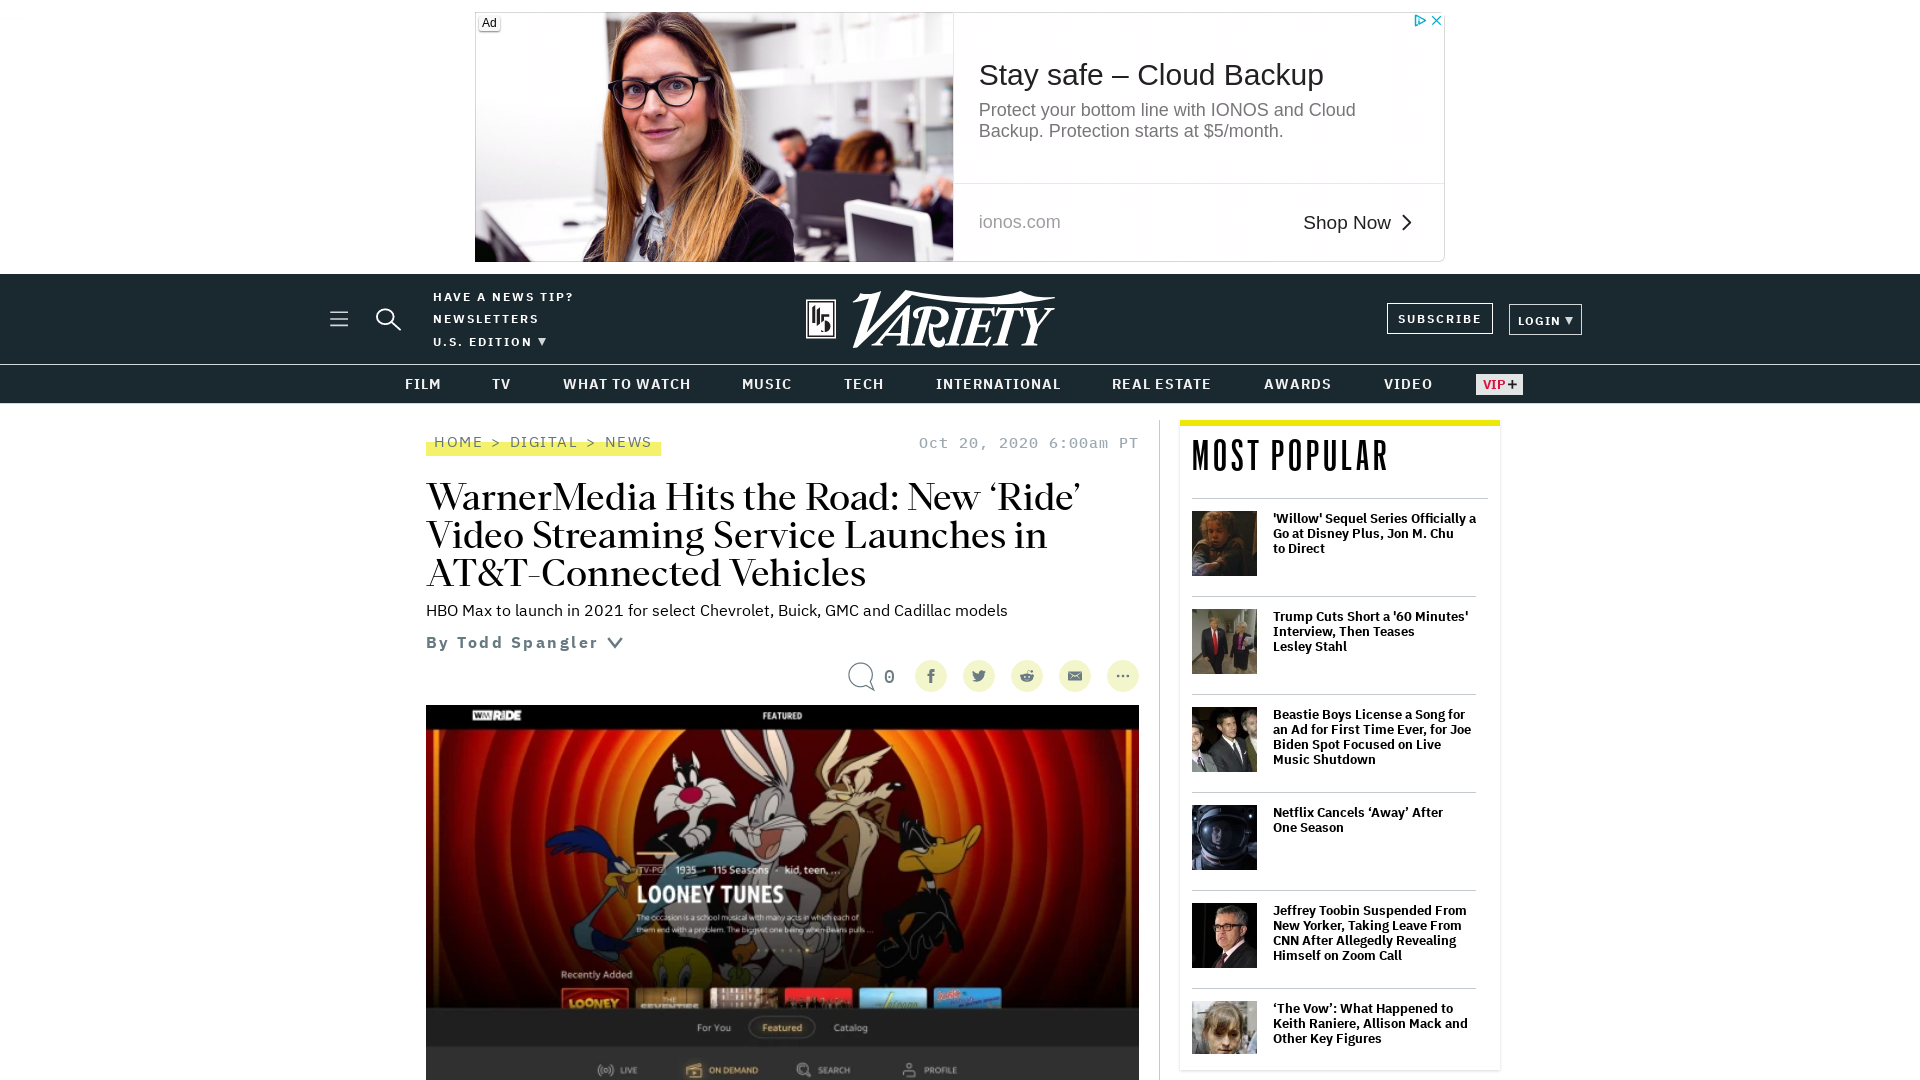 Ad
Stay safe – Cloud Backup
Protect your bottom line with IONOS and Cloud
Backup. Protection starts at $5/month.
ionos.com
Shop Now
HAVE A NEWS TIP?
NEWSLETTERS
U.S. EDITION
115
VARIETY
SUBSCRIBE
LOGIN
FILM
TV
WHAT TO WATCH
MUSIC
TECH
INTERNATIONAL
REAL ESTATE
AWARDS
VIDEO
VIP+
HOME > DIGITAL > NEWS
Oct 20, 2020 6:00am PT
WarnerMedia Hits the Road: New ‘Ride’
Video Streaming Service Launches in
AT&T-Connected Vehicles
HBO Max to launch in 2021 for select Chevrolet, Buick, GMC and Cadillac models
By Todd Spangler
0
RIDE
FEATURED
TV-PG 1935 · 115 Seasons · kid, teen, ...
LOONEY TUNES
The occasion is a school musical with many acts in which each of
them end with a problem. The biggest one being when Beans pulls ...
Recently Added
LOONEY
THE
SEVENTIES
For You
Featured
Catalog
LIVE
ON DEMAND
SEARCH
PROFILE
MOST POPULAR
'Willow' Sequel Series Officially a
Go at Disney Plus, Jon M. Chu
to Direct
Trump Cuts Short a '60 Minutes'
Interview, Then Teases
Lesley Stahl
Beastie Boys License a Song for
an Ad for First Time Ever, for Joe
Biden Spot Focused on Live
Music Shutdown
Netflix Cancels ‘Away’ After
One Season
Jeffrey Toobin Suspended From
New Yorker, Taking Leave From
CNN After Allegedly Revealing
Himself on Zoom Call
‘The Vow’: What Happened to
Keith Raniere, Allison Mack and
Other Key Figures